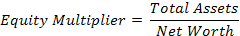 Equity Multiplier = Total Assets / Net Worth